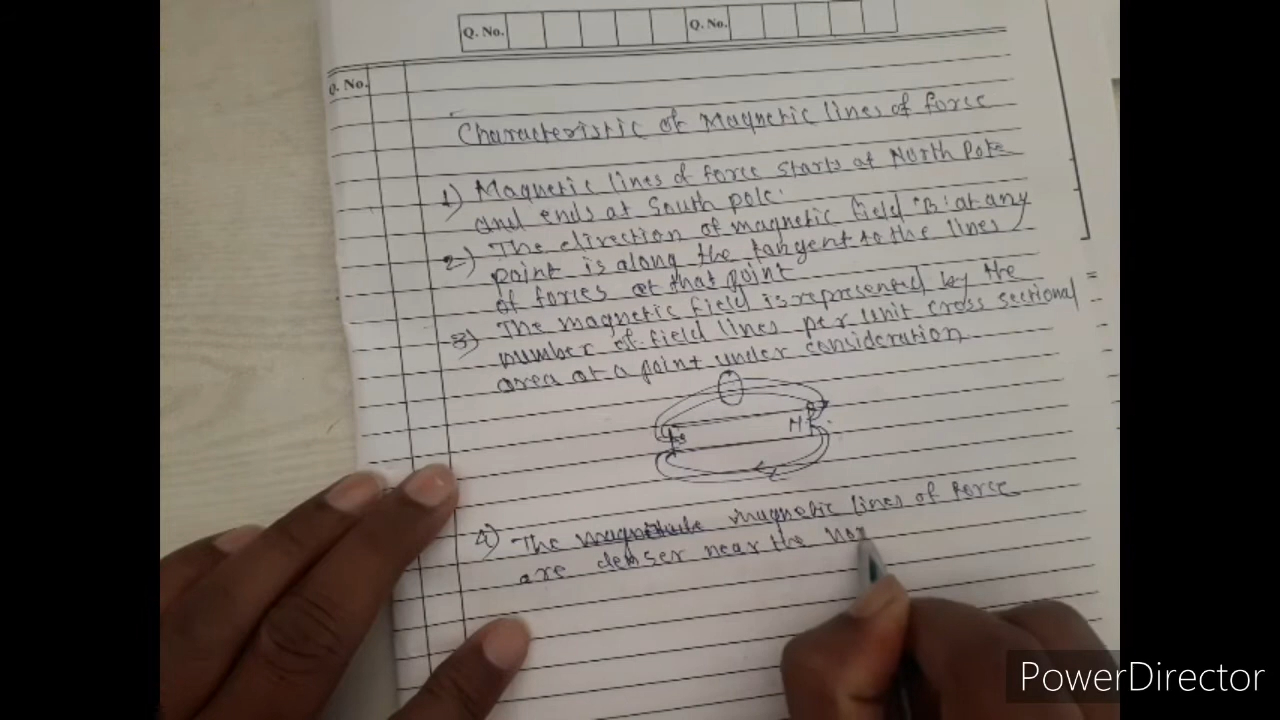 Q. No.
Q. No.
Q. No.
Characteristic of Magnetic lines of force
1) Magnetic lines of force starts at North Pole
and ends at South pole.
2) The direction of magnetic field 'B' at any
point is along the tangent to the lines
of forces at that point
3) The magnetic field is represented by the
number of field lines per unit cross sectional
area at a point under consideration
S
N
4) The magnetic lines of force
are denser near the Nor
PowerDirector